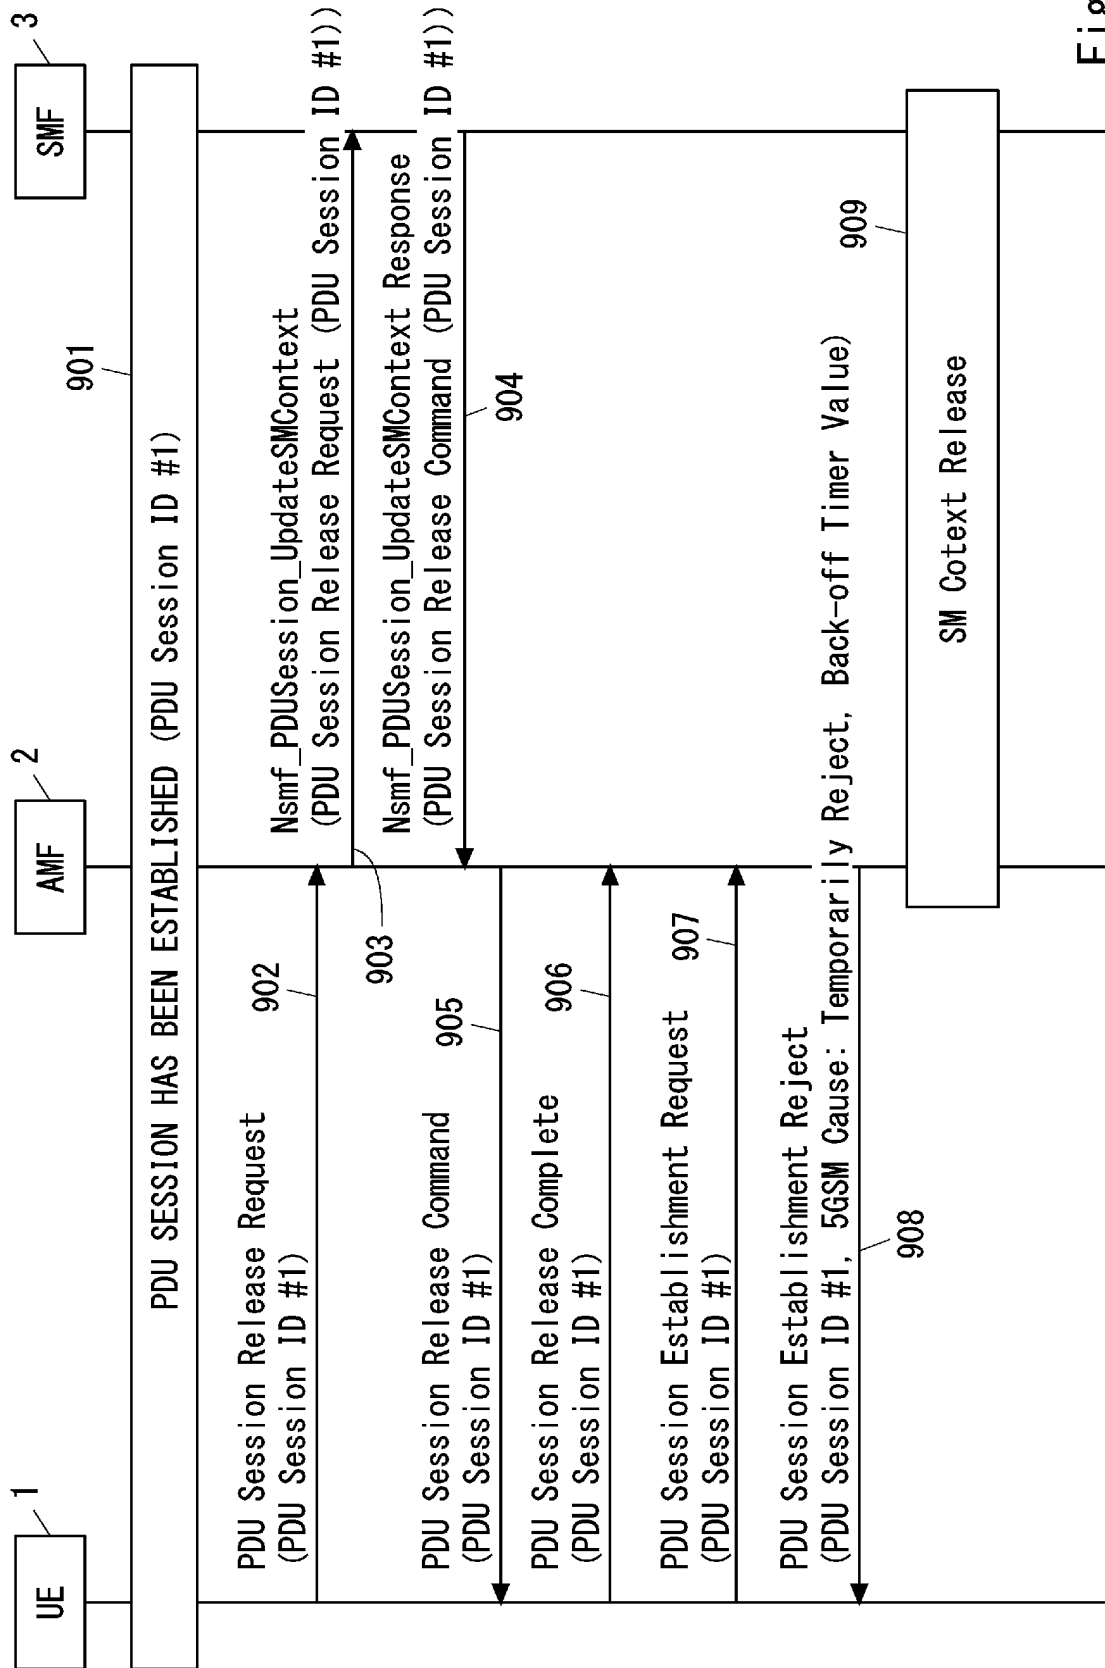 UE
1
AMF
2
SMF
3
PDU SESSION HAS BEEN ESTABLISHED (PDU Session ID #1)
901
PDU Session Release Request
(PDU Session ID #1)
902
Nsmf_PDUSession_UpdateSMContext
(PDU Session Release Request (PDU Session ID #1))
903
Nsmf_PDUSession_UpdateSMContext Response
(PDU Session Release Command (PDU Session ID #1))
904
PDU Session Release Command
(PDU Session ID #1)
905
PDU Session Release Complete
(PDU Session ID #1)
906
PDU Session Establishment Request
(PDU Session ID #1)
907
PDU Session Establishment Reject
(PDU Session ID #1, 5GSM Cause: Temporarily Reject, Back-off Timer Value)
908
909
SM Cotext Release
Fig